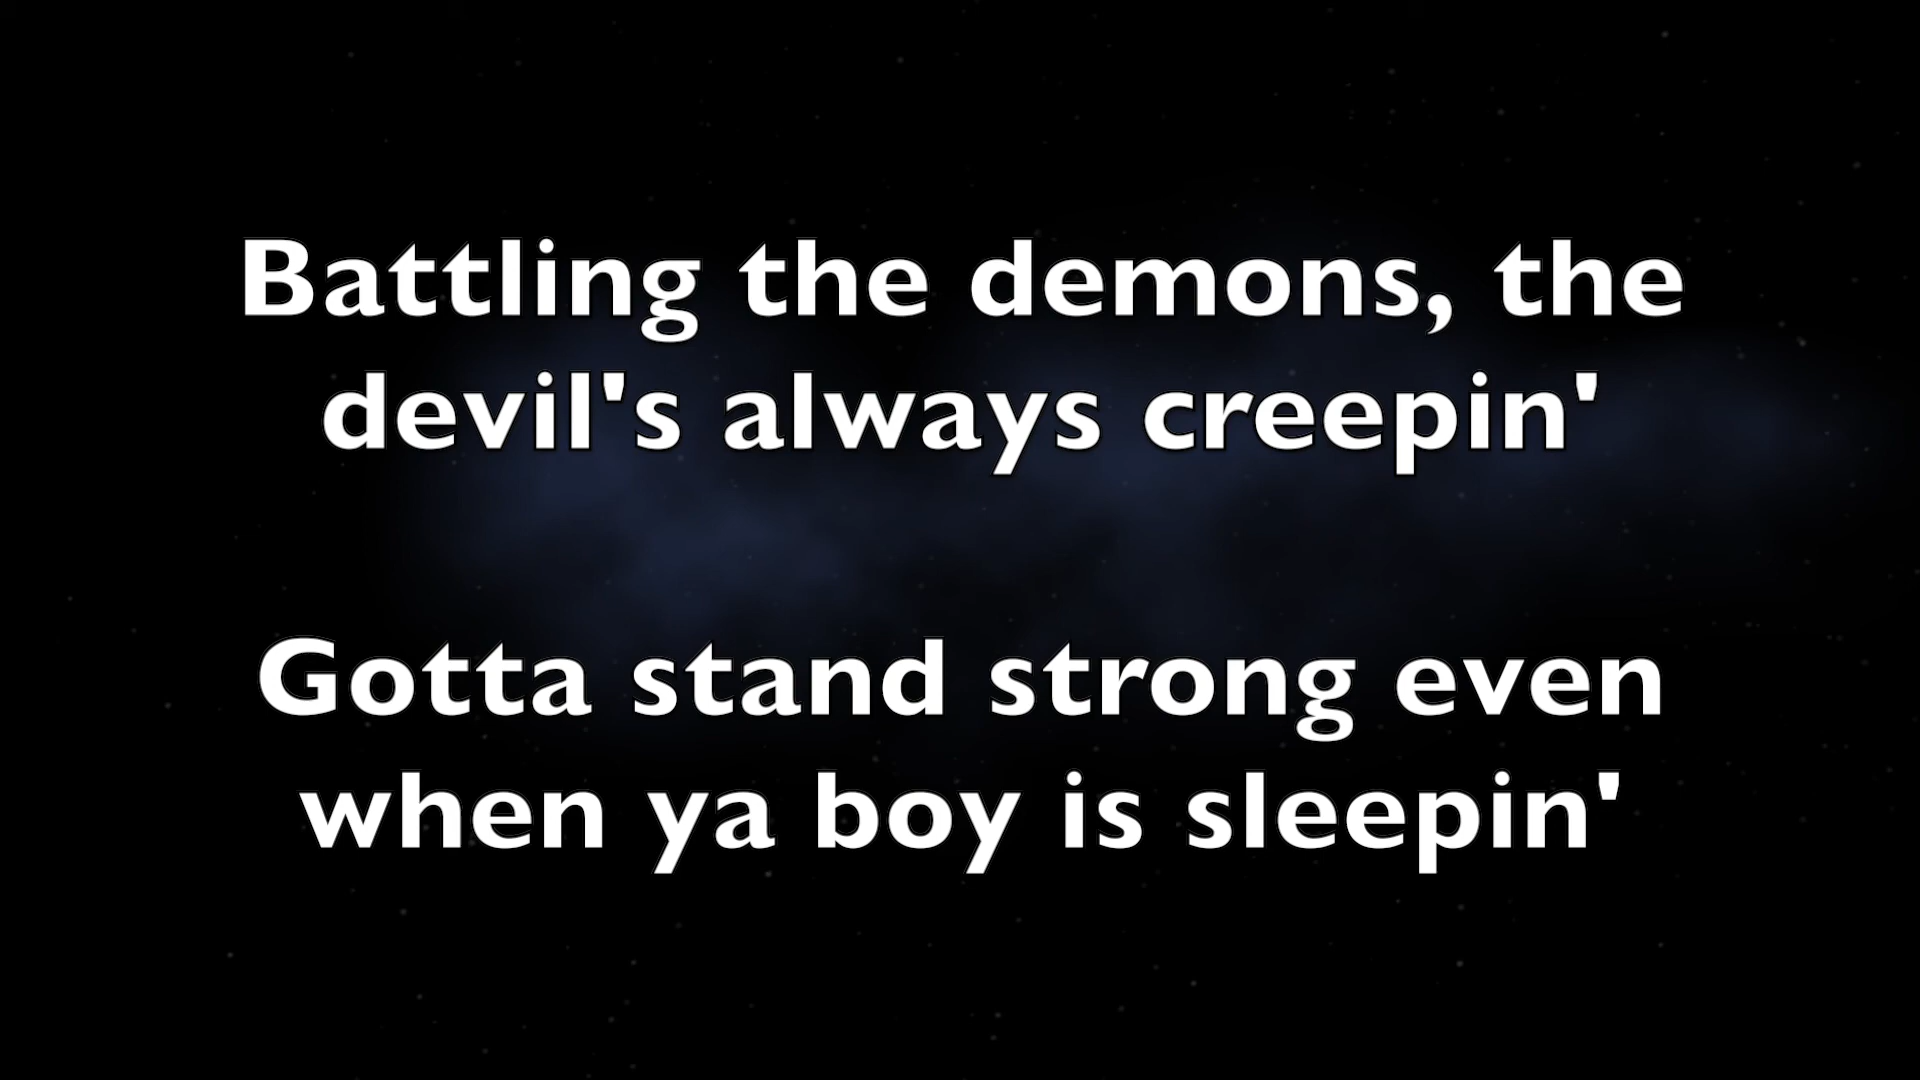 Battling the demons, the
devil's always creepin'
Gotta stand strong even
when ya boy is sleepin'